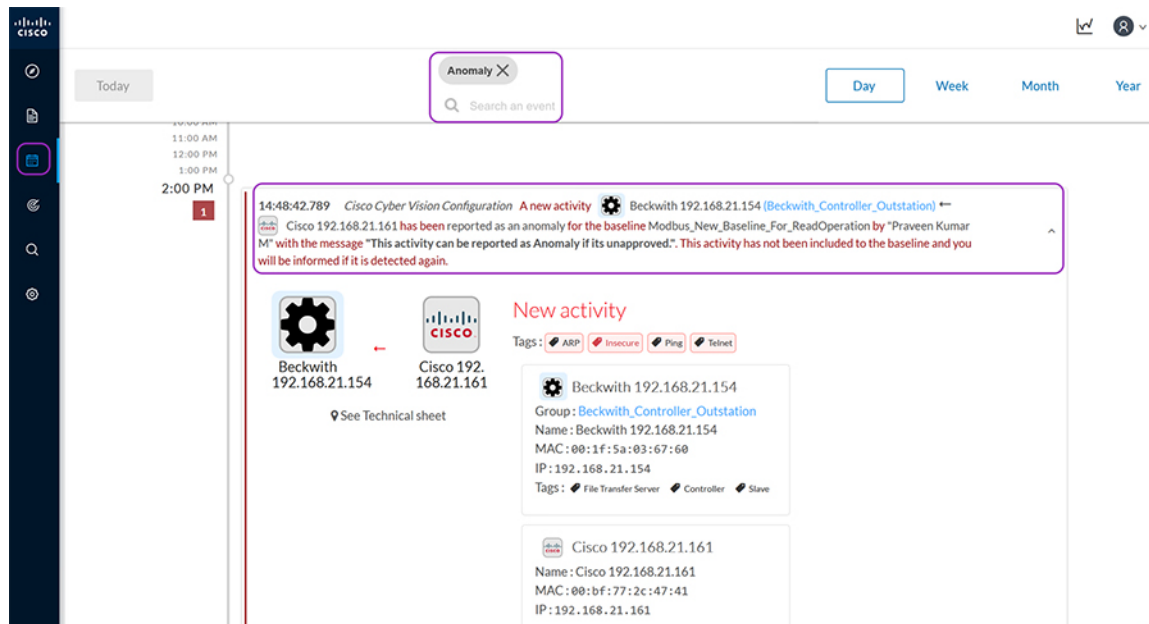 CISCO
Anomaly
Today
Search an event
Day Week Month Year
10:00 AM
11:00 AM
12:00 PM
1:00 PM
2:00 PM
1
14:48:42.789 Cisco Cyber Vision Configuration A new activity Beckwith 192.168.21.154 (Beckwith_Controller_Outstation) ←
CISCO Cisco 192.168.21.161 has been reported as an anomaly for the baseline Modbus_New_Baseline_For_ReadOperation by "Praveen Kumar
M" with the message "This activity can be reported as Anomaly if its unapproved.". This activity has not been included to the baseline and you
will be informed if it is detected again.
New activity
CISCO
Tags : ARP Insecure Ping Telnet
Beckwith
192.168.21.154
←
Cisco 192.
168.21.161
See Technical sheet
Beckwith 192.168.21.154
Group : Beckwith_Controller_Outstation
Name : Beckwith 192.168.21.154
MAC : 00:1f:5a:03:67:60
IP : 192.168.21.154
Tags : File Transfer Server Controller Slave
CISCO Cisco 192.168.21.161
Name : Cisco 192.168.21.161
MAC : 00:bf:77:2c:47:41
IP : 192.168.21.161